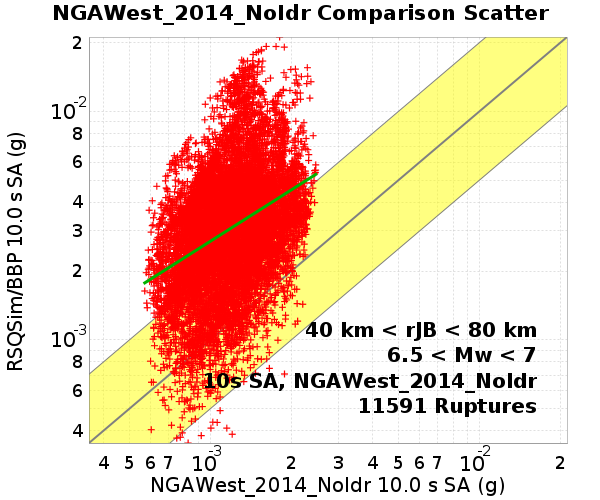 NGAWest_2014_NoIdr Comparison Scatter
RSQSim/BBP 10.0 s SA (g)
2
10-2
8
6
4
3
2
10-3
8
6
4
40 km < rJB < 80 km
6.5 < Mw < 7
10s SA, NGAWest_2014_NoIdr
11591 Ruptures
4 5 6 7 10-3 2 3 4 5 6 7 10-2 2
NGAWest_2014_NoIdr 10.0 s SA (g)